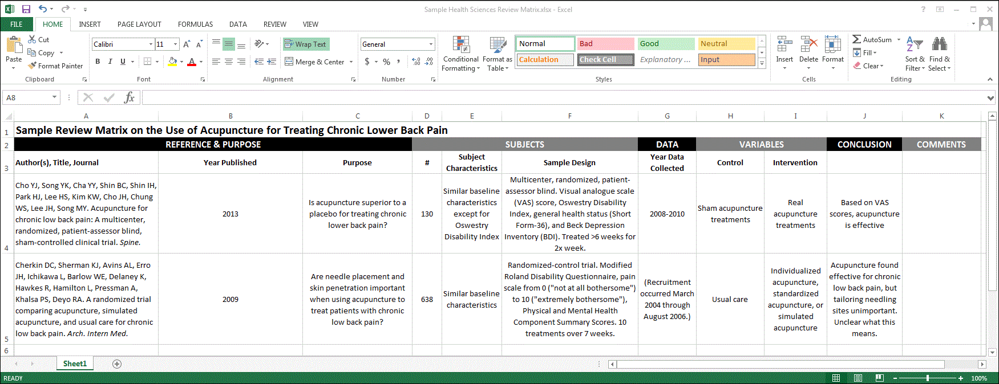 Sample Health Sciences Review Matrix.xlsx - Excel
?
FILE HOME INSERT PAGE LAYOUT FORMULAS DATA REVIEW VIEW
Paste
Cut
Copy
Format Painter
Clipboard
Calibri 11 A A
B I U A
Font
Wrap Text
Merge & Center
Alignment
General
$ % ,
.00
.00
Number
Conditional
Formatting
Format as
Table
Normal Bad Good Neutral
Calculation Check Cell Explanatory ... Input
Styles
Insert Delete Format
Cells
AutoSum
Fill
Clear
Sort &
Filter
Find &
Select
Editing
A8 fx
A B C D E F G H I J K
1 Sample Review Matrix on the Use of Acupuncture for Treating Chronic Lower Back Pain
2 REFERENCE & PURPOSE SUBJECTS DATA VARIABLES CONCLUSION COMMENTS
3
Author(s), Title, Journal
Year Published
Purpose
#
Subject
Characteristics
Sample Design
Year Data
Collected
Control
Intervention
4
Cho YJ, Song YK, Cha YY, Shin BC, Shin IH,
Park HJ, Lee HS, Kim KW, Cho JH, Chung
WS, Lee JH, Song MY. Acupuncture for
chronic low back pain: A multicenter,
randomized, patient-assessor blind,
sham-controlled clinical trial. Spine.
2013
Is acupuncture superior to a
placebo for treating chronic
lower back pain?
130
Similar baseline
characteristics
except for
Oswestry
Disability Index
Multicenter, randomized, patient-
assessor blind. Visual analogue scale
(VAS) score, Oswestry Disability
Index, general health status (Short
Form-36), and Beck Depression
Inventory (BDI). Treated >6 weeks for
2x week.
2008-2010
Sham acupuncture
treatments
Real
acupuncture
treatments
Based on VAS
scores, acupuncture
is effective
5
Cherkin DC, Sherman KJ, Avins AL, Erro
JH, Ichikawa L, Barlow WE, Delaney K,
Hawkes R, Hamilton L, Pressman A,
Khalsa PS, Deyo RA. A randomized trial
comparing acupuncture, simulated
acupuncture, and usual care for chronic
low back pain. Arch. Intern Med.
2009
Are needle placement and
skin penetration important
when using acupuncture to
treat patients with chronic
low back pain?
638
Similar baseline
characteristics
Randomized-control trial. Modified
Roland Disability Questionnaire, pain
scale from 0 ("not at all bothersome")
to 10 ("extremely bothersome"),
Physical and Mental Health
Component Summary Scores. 10
treatments over 7 weeks.
(Recruitment
occurred March
2004 through
August 2006.)
Usual care
Individualized
acupuncture,
standardized
acupuncture, or
simulated
acupuncture
Acupuncture found
effective for chronic
low back pain, but
tailoring needling
sites unimportant.
Unclear what this
means.
6
Sheet1
READY 100%